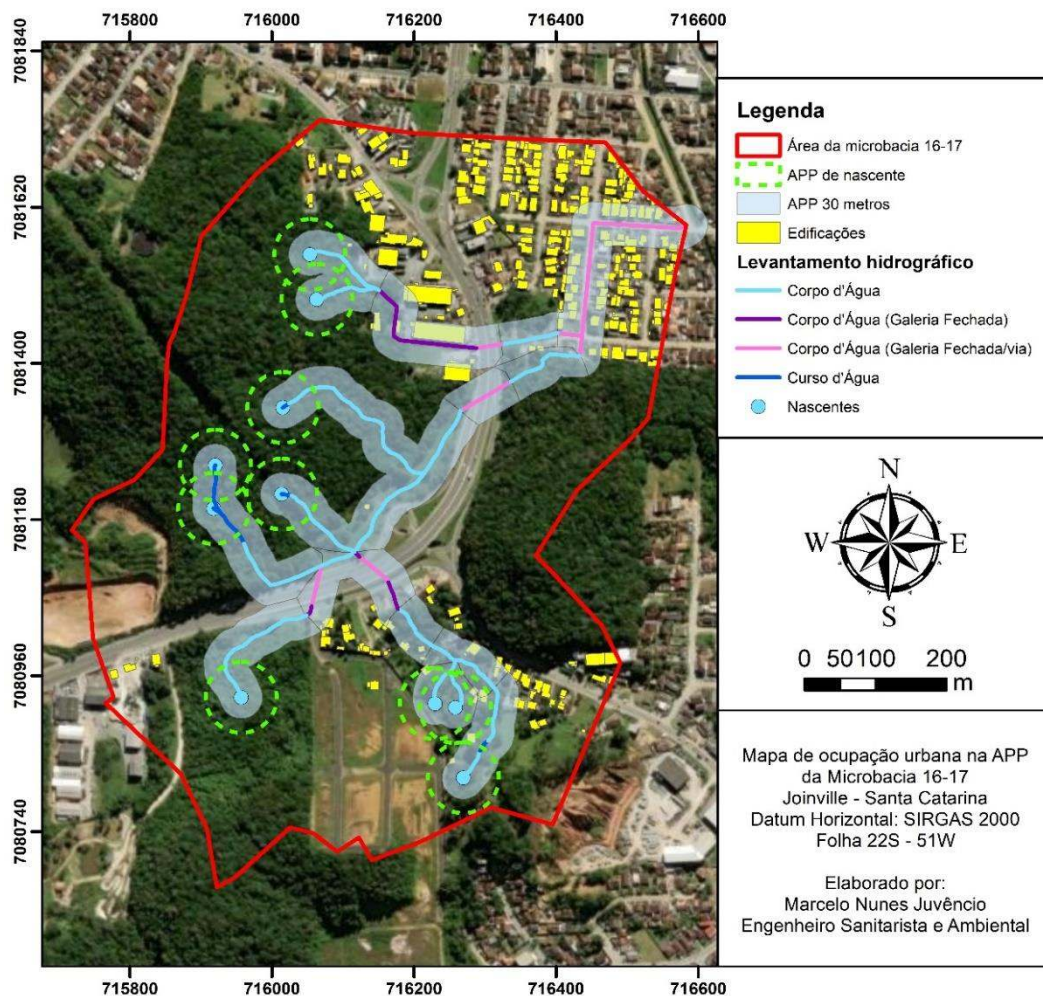 715800 716000 716200 716400 716600
7081840
7081620
7081400
7081180
7080960
7080740
715800 716000 716200 716400 716600
Legenda
Área da microbacia 16-17
APP de nascente
APP 30 metros
Edificações
Levantamento hidrográfico
Corpo d'Água
Corpo d'Água (Galeria Fechada)
Corpo d'Água (Galeria Fechada/via)
Curso d'Água
Nascentes
N
W E
S
0 50 100 200
m
Mapa de ocupação urbana na APP
da Microbacia 16-17
Joinville - Santa Catarina
Datum Horizontal: SIRGAS 2000
Folha 22S - 51W
Elaborado por:
Marcelo Nunes Juvêncio
Engenheiro Sanitarista e Ambiental